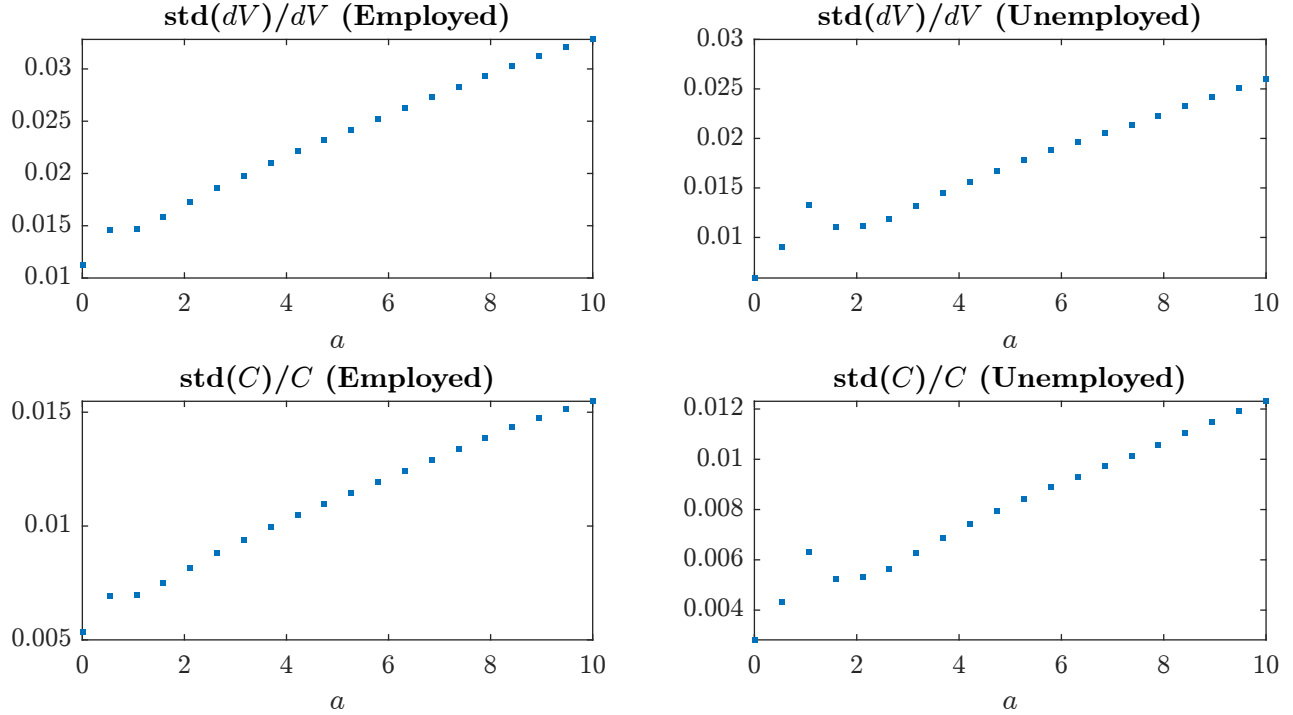 std(dV)/dV (Employed)
0.03
0.025
0.02
0.015
0.01
0 2 4 6 8 10
a
std(dV)/dV (Unemployed)
0.03
0.025
0.02
0.015
0.01
0 2 4 6 8 10
a
std(C)/C (Employed)
0.015
0.01
0.005
0 2 4 6 8 10
a
std(C)/C (Unemployed)
0.012
0.01
0.008
0.006
0.004
0 2 4 6 8 10
a